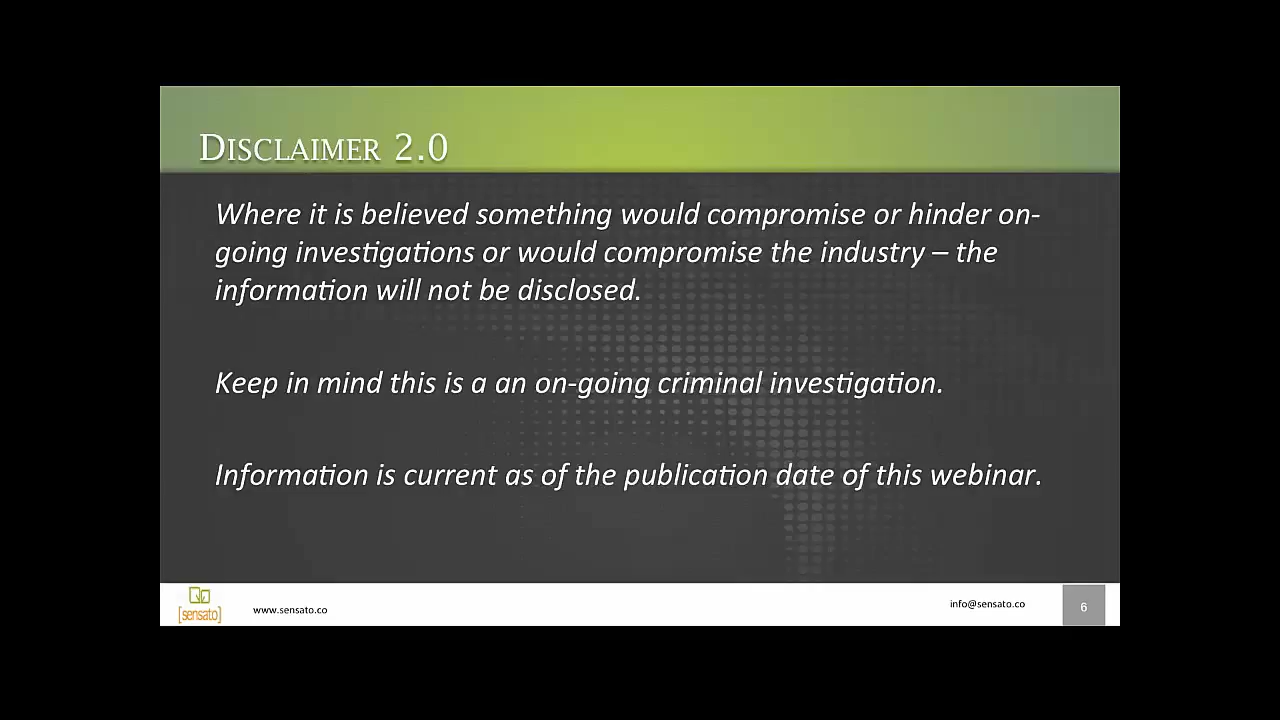 Disclaimer 2.0
Where it is believed something would compromise or hinder on-
going investigations or would compromise the industry – the
information will not be disclosed.
Keep in mind this is a an on-going criminal investigation.
Information is current as of the publication date of this webinar.
[sensato]
www.sensato.co
info@sensato.co
6